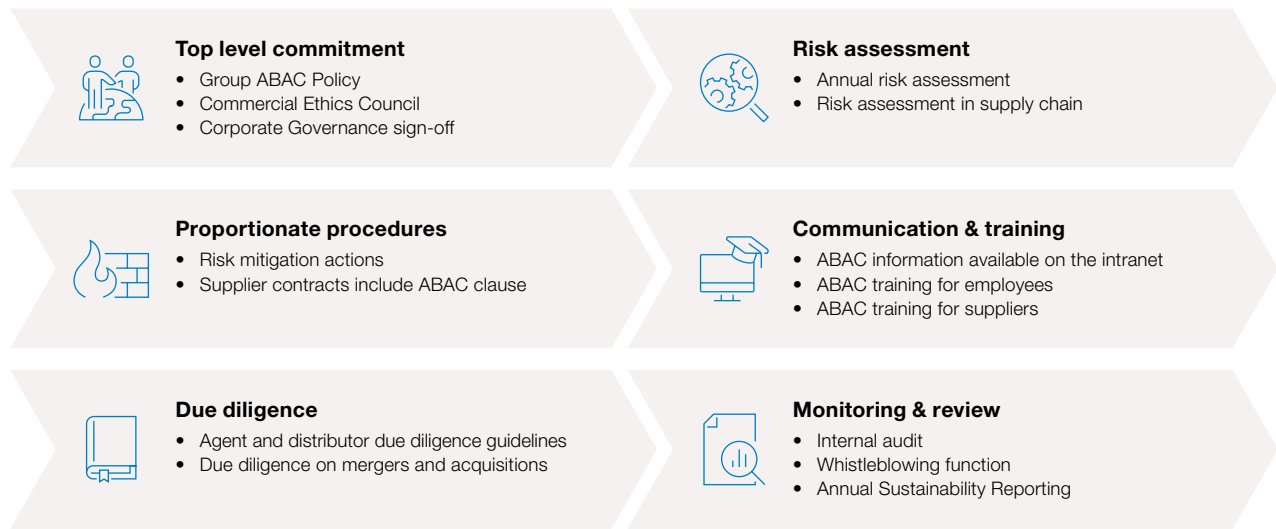 Top level commitment
• Group ABAC Policy
• Commercial Ethics Council
• Corporate Governance sign-off
Risk assessment
• Annual risk assessment
• Risk assessment in supply chain
Proportionate procedures
• Risk mitigation actions
• Supplier contracts include ABAC clause
Communication & training
• ABAC information available on the intranet
• ABAC training for employees
• ABAC training for suppliers
Due diligence
• Agent and distributor due diligence guidelines
• Due diligence on mergers and acquisitions
Monitoring & review
• Internal audit
• Whistleblowing function
• Annual Sustainability Reporting